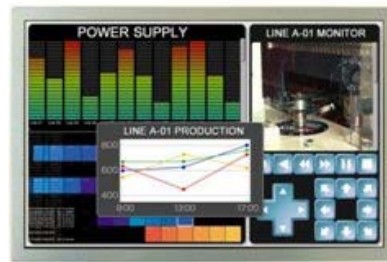 POWER SUPPLY
LINE A-01 MONITOR
LINE A-01 PRODUCTION
800
600
400
9:00
13:00
17:00